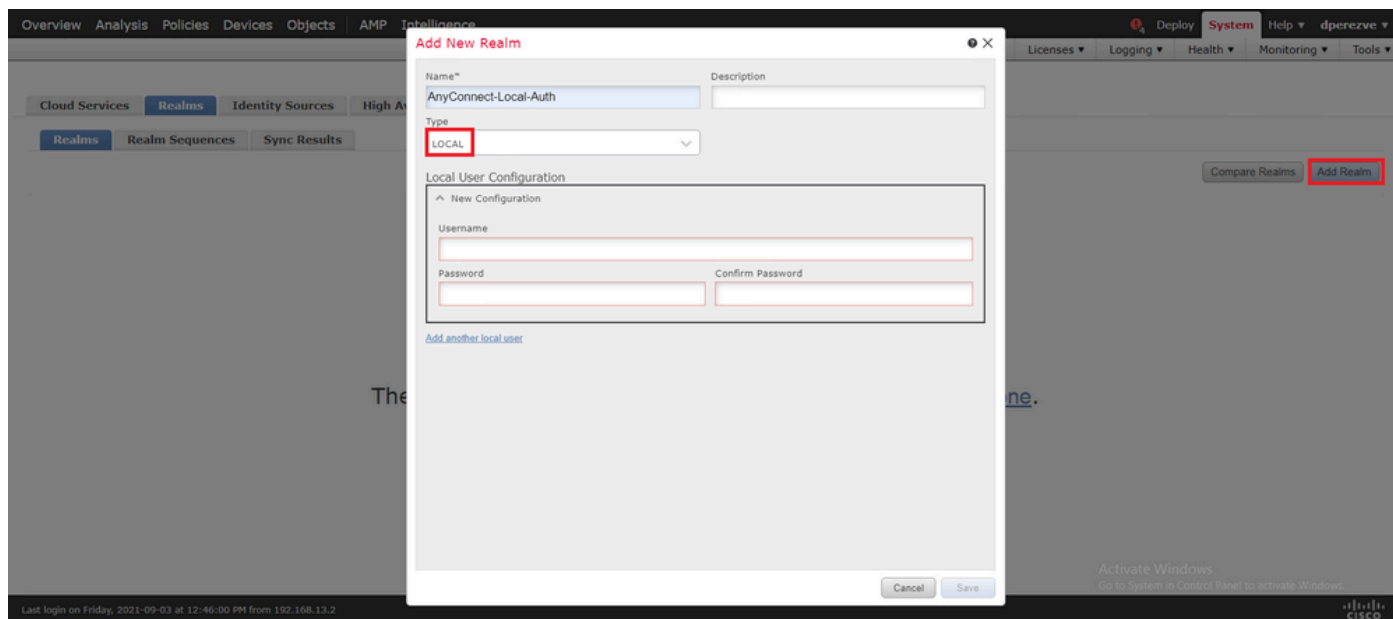 Overview Analysis Policies Devices Objects AMP Intelligence Deploy System Help dperezve
Add New Realm
Licenses Logging Health Monitoring Tools
Name* Description
AnyConnect-Local-Auth
Cloud Services Realms Identity Sources High
Type
LOCAL
Realms Realm Sequences Sync Results
Compare Realms Add Realm
Local User Configuration
New Configuration
Username
Password Confirm Password
Add another local user
The
Activate Windows
Go to System in Control Panel to activate Windows.
Cancel Save
Last login on Friday, 2021-09-03 at 12:46:00 PM from 192.168.13.2
CISCO